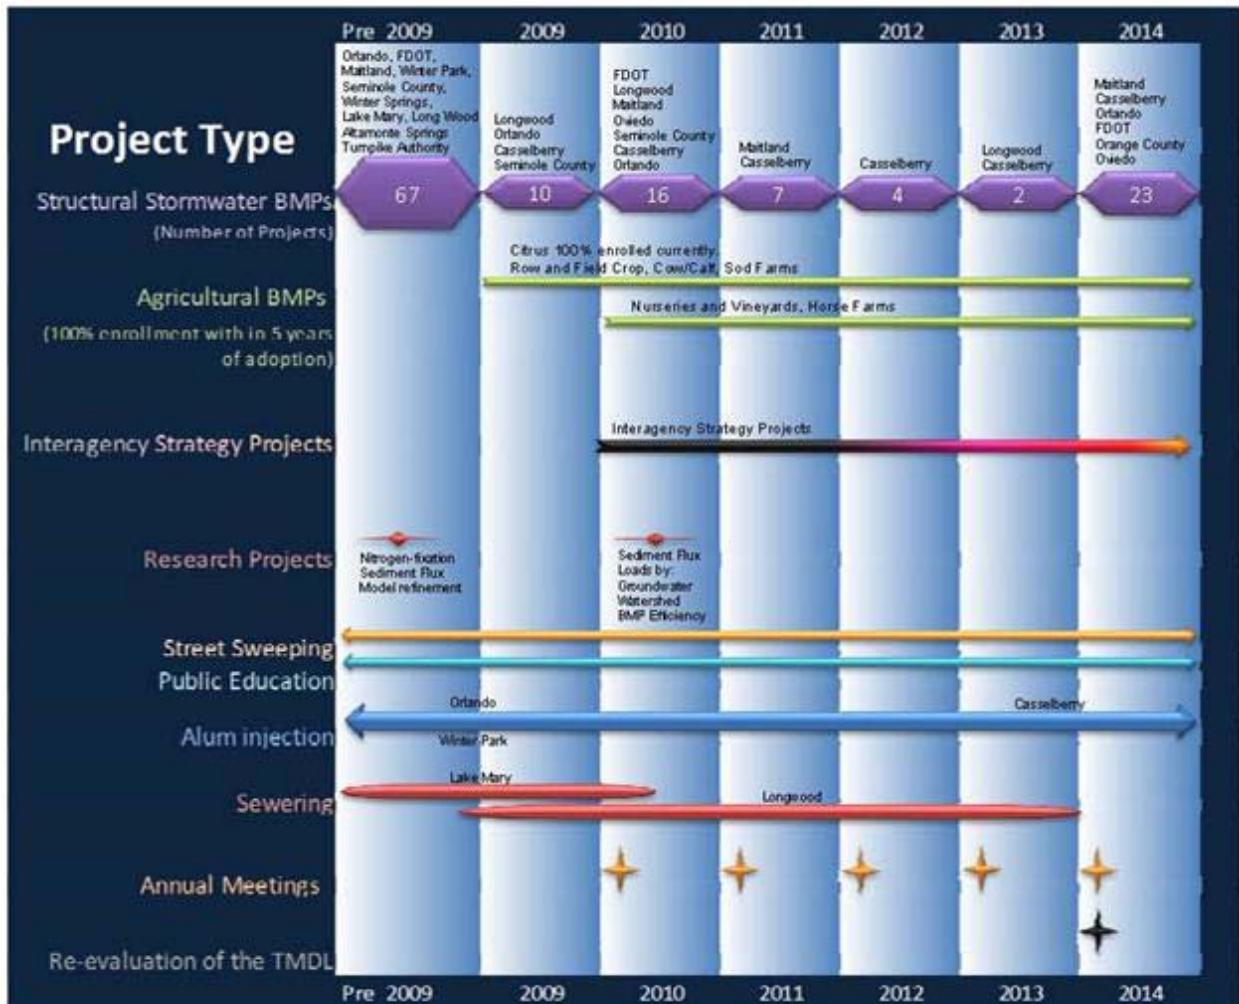 Pre 2009 2009 2010 2011 2012 2013 2014
Orlando, FDOT,
Maitland, Winter Park,
Seminole County,
Winter Springs,
Lake Mary, Long Wood
Altamonte Springs
Turnpike Authority
Longwood
Orlando
Casselberry
Seminole County
FDOT
Longwood
Maitland
Oviedo
Seminole County
Casselberry
Orlando
Maitland
Casselberry
Casselberry
Longwood
Casselberry
Maitland
Casselberry
Orlando
FDOT
Orange County
Oviedo
Project Type
Structural Stormwater BMPs
(Number of Projects)
67 10 16 7 4 2 23
Citrus 100% enrolled currently.
Row and Field Crop, Cow/Calf, Sod Farms
Agricultural BMPs
(100% enrollment with in 5 years
of adoption)
Nurseries and Vineyards, Horse Farms
Interagency Strategy Projects
Interagency Strategy Projects
Research Projects
Nitrogen-fixation
Sediment Flux
Model refinement
Sediment Flux
Loads by:
Groundwater
Watershed
BMP Efficiency
Street Sweeping
Public Education
Alum injection
Orlando
Casselberry
Winter-Park
Sewering
Lake Mary
Longwood
Annual Meetings
Re-evaluation of the TMDL
Pre 2009 2009 2010 2011 2012 2013 2014